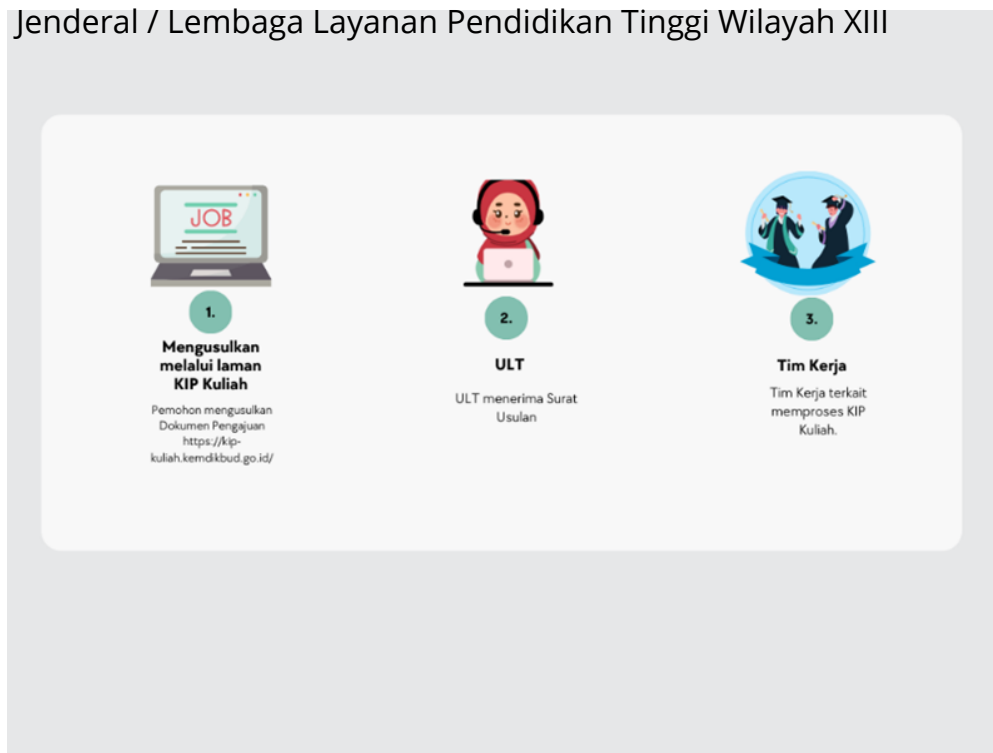 Jenderal / Lembaga Layanan Pendidikan Tinggi Wilayah XIII
JOB
1.
Mengusulkan
melalui laman
KIP Kuliah
Pemohon mengusulkan
Dokumen Pengajuan
https://kip-
kuliah.kemdikbud.go.id/
2.
ULT
ULT menerima Surat
Usulan
3.
Tim Kerja
Tim Kerja terkait
memproses KIP
Kuliah.